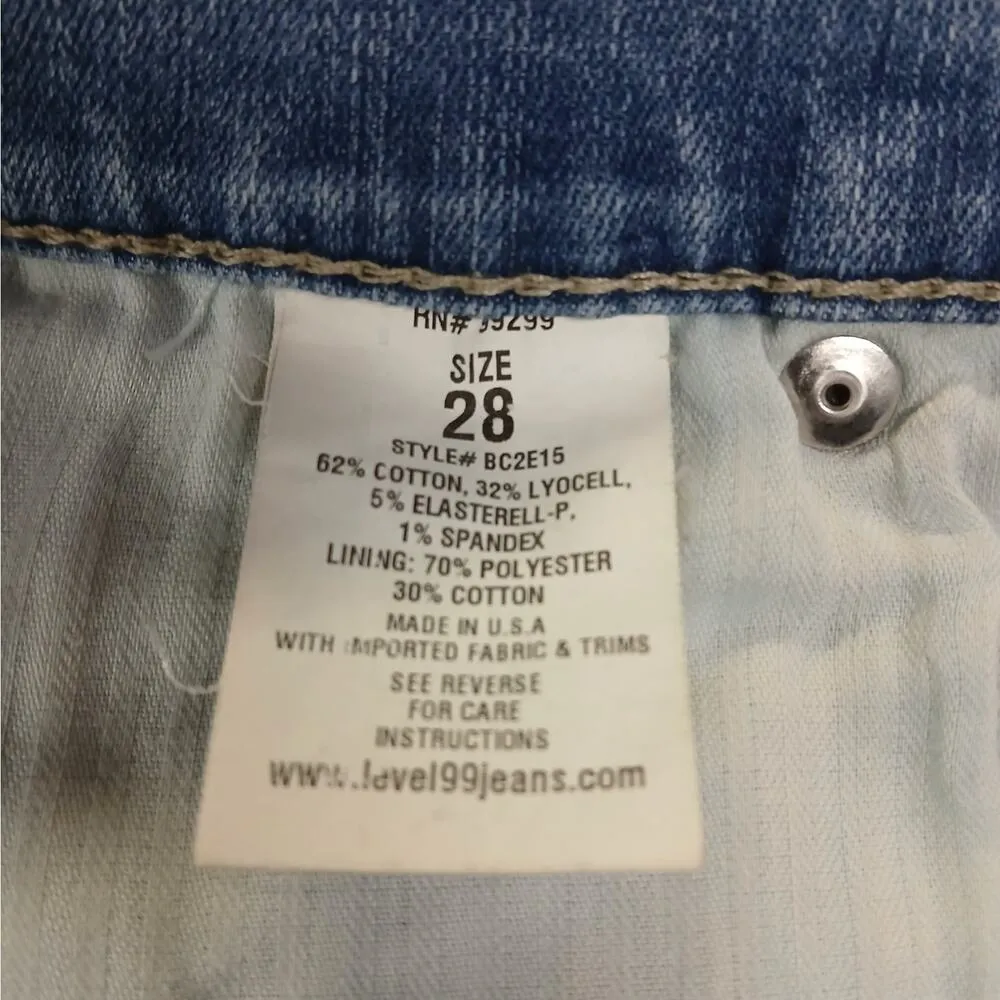 RN# 99299
SIZE
28
STYLE# BC2E15
62% COTTON, 32% LYOCELL,
5% ELASTERELL-P,
1% SPANDEX
LINING: 70% POLYESTER
30% COTTON
MADE IN U.S.A
WITH IMPORTED FABRIC & TRIMS
SEE REVERSE
FOR CARE
INSTRUCTIONS
www.level99jeans.com